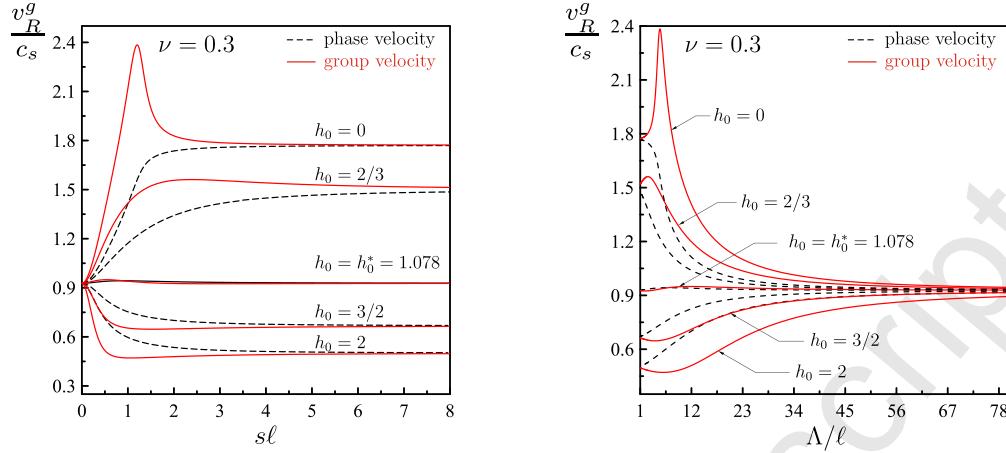 v_R^g / c_s
2.4
2.1
1.8
1.5
1.2
0.9
0.6
0.3
ν = 0.3
phase velocity
group velocity
h_0 = 0
h_0 = 2/3
h_0 = h_0^* = 1.078
h_0 = 3/2
h_0 = 2
0 1 2 3 4 5 6 7 8
sℓ
v_R^g / c_s
2.4
2.1
1.8
1.5
1.2
0.9
0.6
ν = 0.3
phase velocity
group velocity
h_0 = 0
h_0 = 2/3
h_0 = h_0^* = 1.078
h_0 = 3/2
h_0 = 2
1 12 23 34 45 56 67 78
Λ/ℓ
script